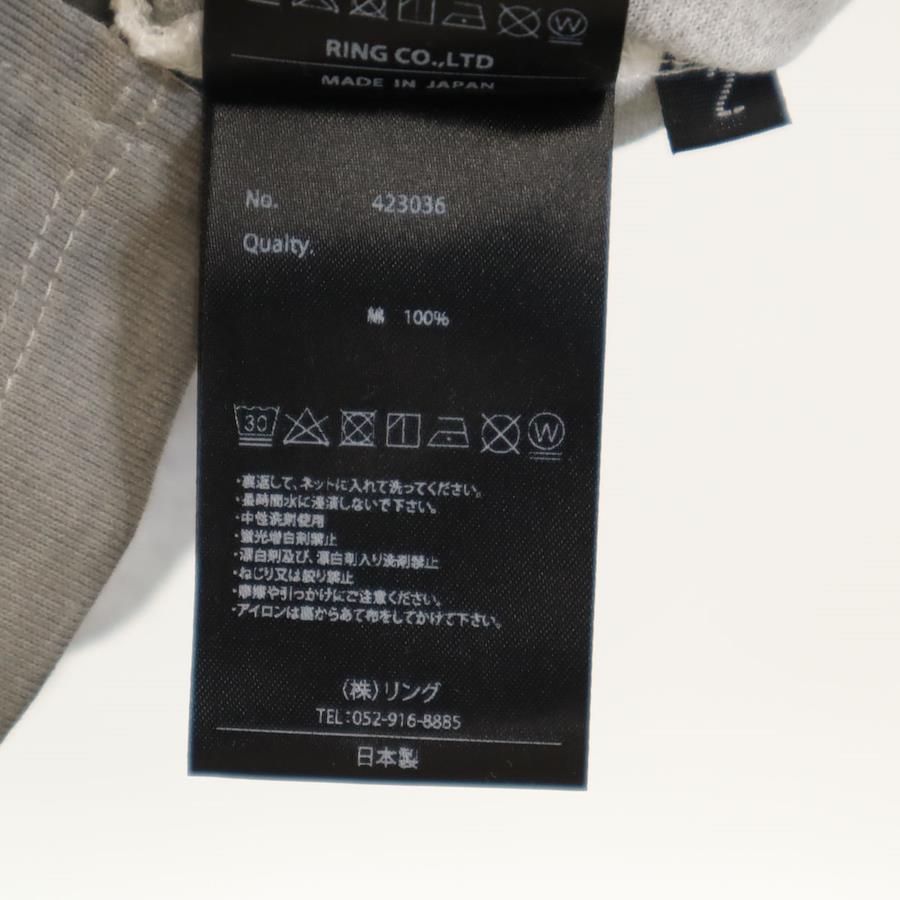 RING CO.,LTD
MADE IN JAPAN
2
No. 423036
Qualty.
綿 100%
30
W
・裏返して、ネットに入れて洗ってください。
・長時間水に浸漬しないで下さい。
・中性洗剤使用
・蛍光増白剤禁止
・漂白剤及び、漂白剤入り洗剤禁止
・ねじり又は絞り禁止
・摩擦や引っかけにご注意ください。
・アイロンは裏からあて布をしてかけて下さい。
(株)リング
TEL:052-916-8885
日本製